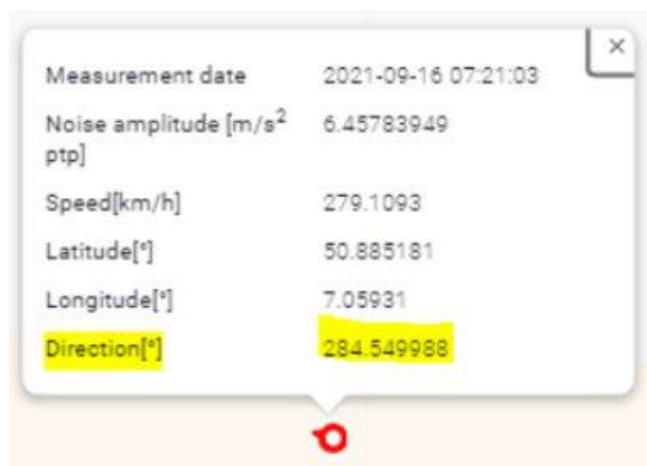 ×
Measurement date 2021-09-16 07:21:03
Noise amplitude [m/s² 6.45783949
ptp]
Speed[km/h] 279.1093
Latitude[°] 50.885181
Longitude[°] 7.05931
Direction[°] 284.549988